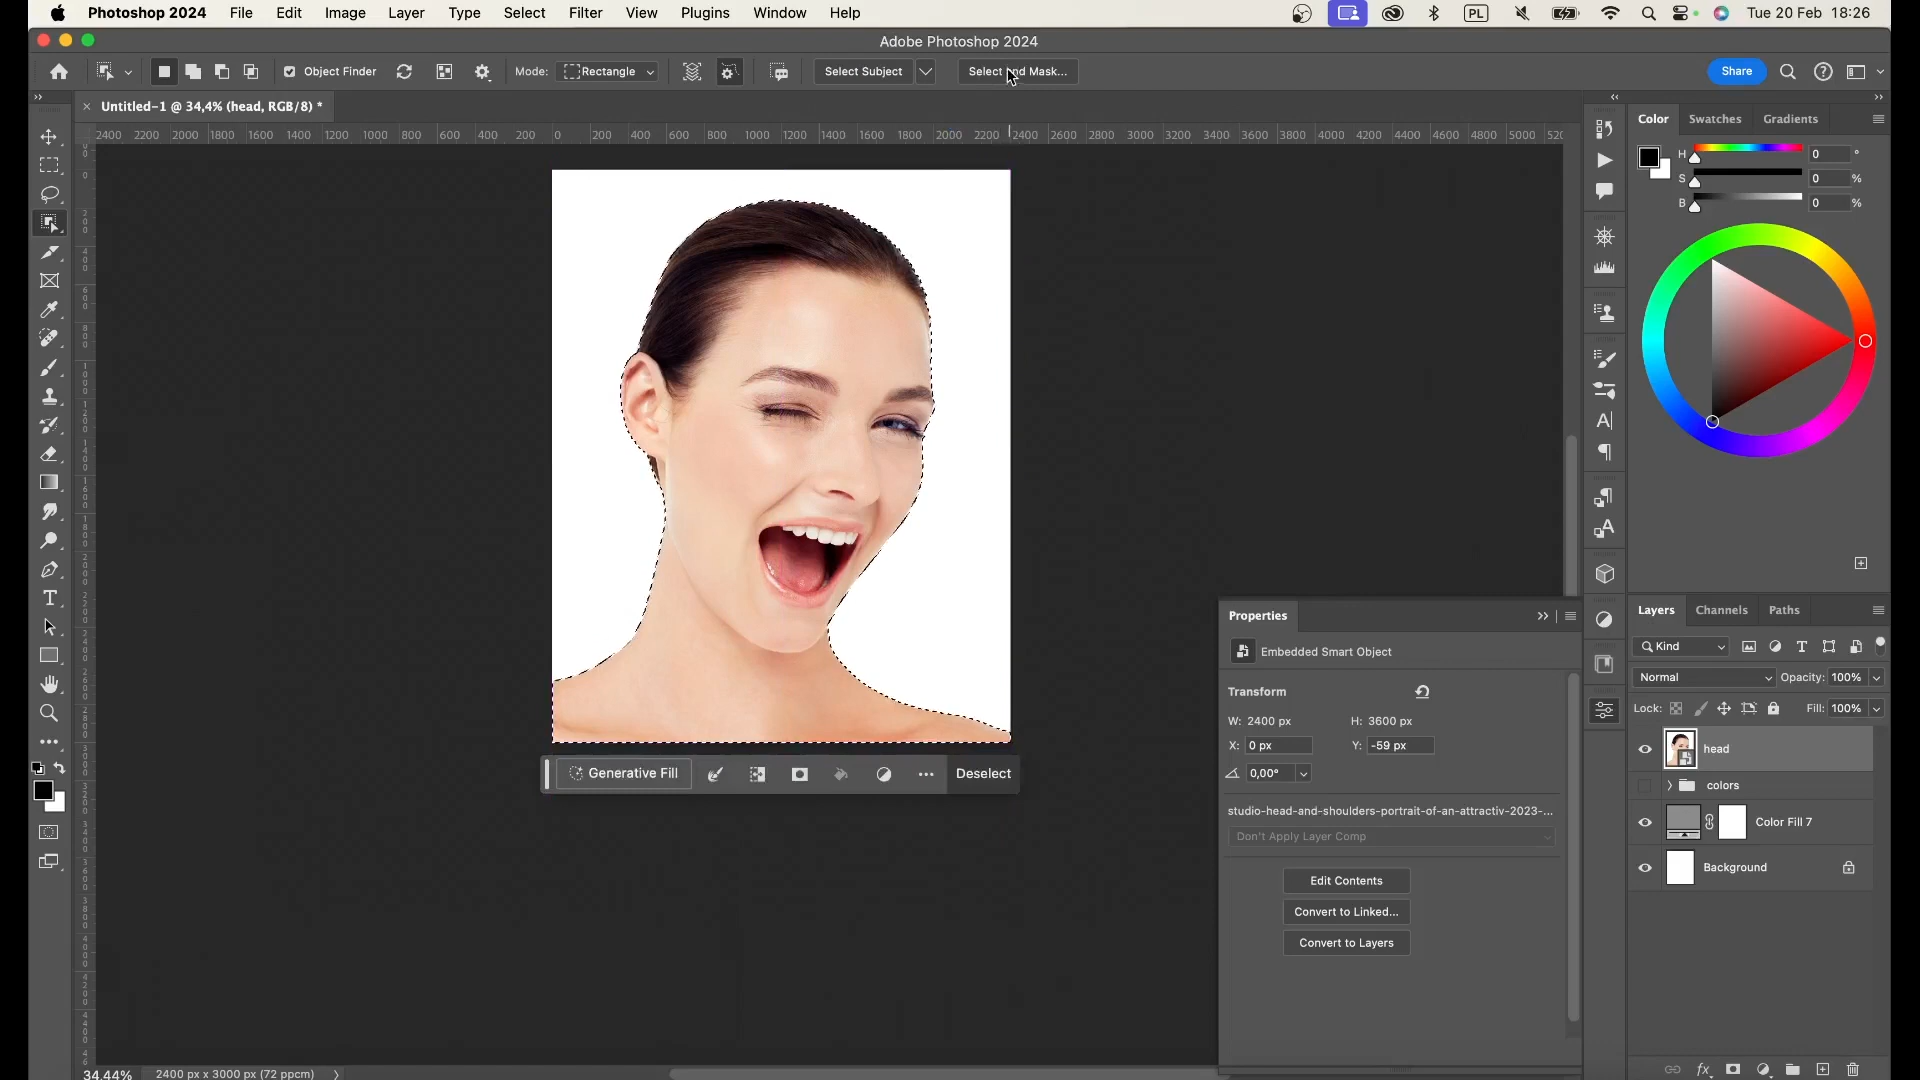 Photoshop 2024 File Edit Image Layer Type Select Filter View Plugins Window Help PL Tue 20 Feb 18:26
Adobe Photoshop 2024
Object Finder Mode: Rectangle Select Subject Select and Mask... Share
Untitled-1 @ 34,4% (head, RGB/8) *
2400 2200 2000 1800 1600 1400 1200 1000 800 600 400 200 0 200 400 600 800 1000 1200 1400 1600 1800 2000 2200 2400 2600 2800 3000 3200 3400 3600 3800 4000 4200 4400 4600 4800 5000
Color Swatches Gradients
H 0 °
S 0 %
B 0 %
Properties
Embedded Smart Object
Transform
W: 2400 px H: 3600 px
X: 0 px Y: -59 px
0,00°
studio-head-and-shoulders-portrait-of-an-attractiv-2023-...
Don't Apply Layer Comp
Edit Contents
Convert to Linked...
Convert to Layers
Layers Channels Paths
Kind
Normal Opacity: 100%
Lock: Fill: 100%
head
colors
Color Fill 7
Background
Generative Fill Deselect
34.44% 2400 px x 3000 px (72 ppcm)